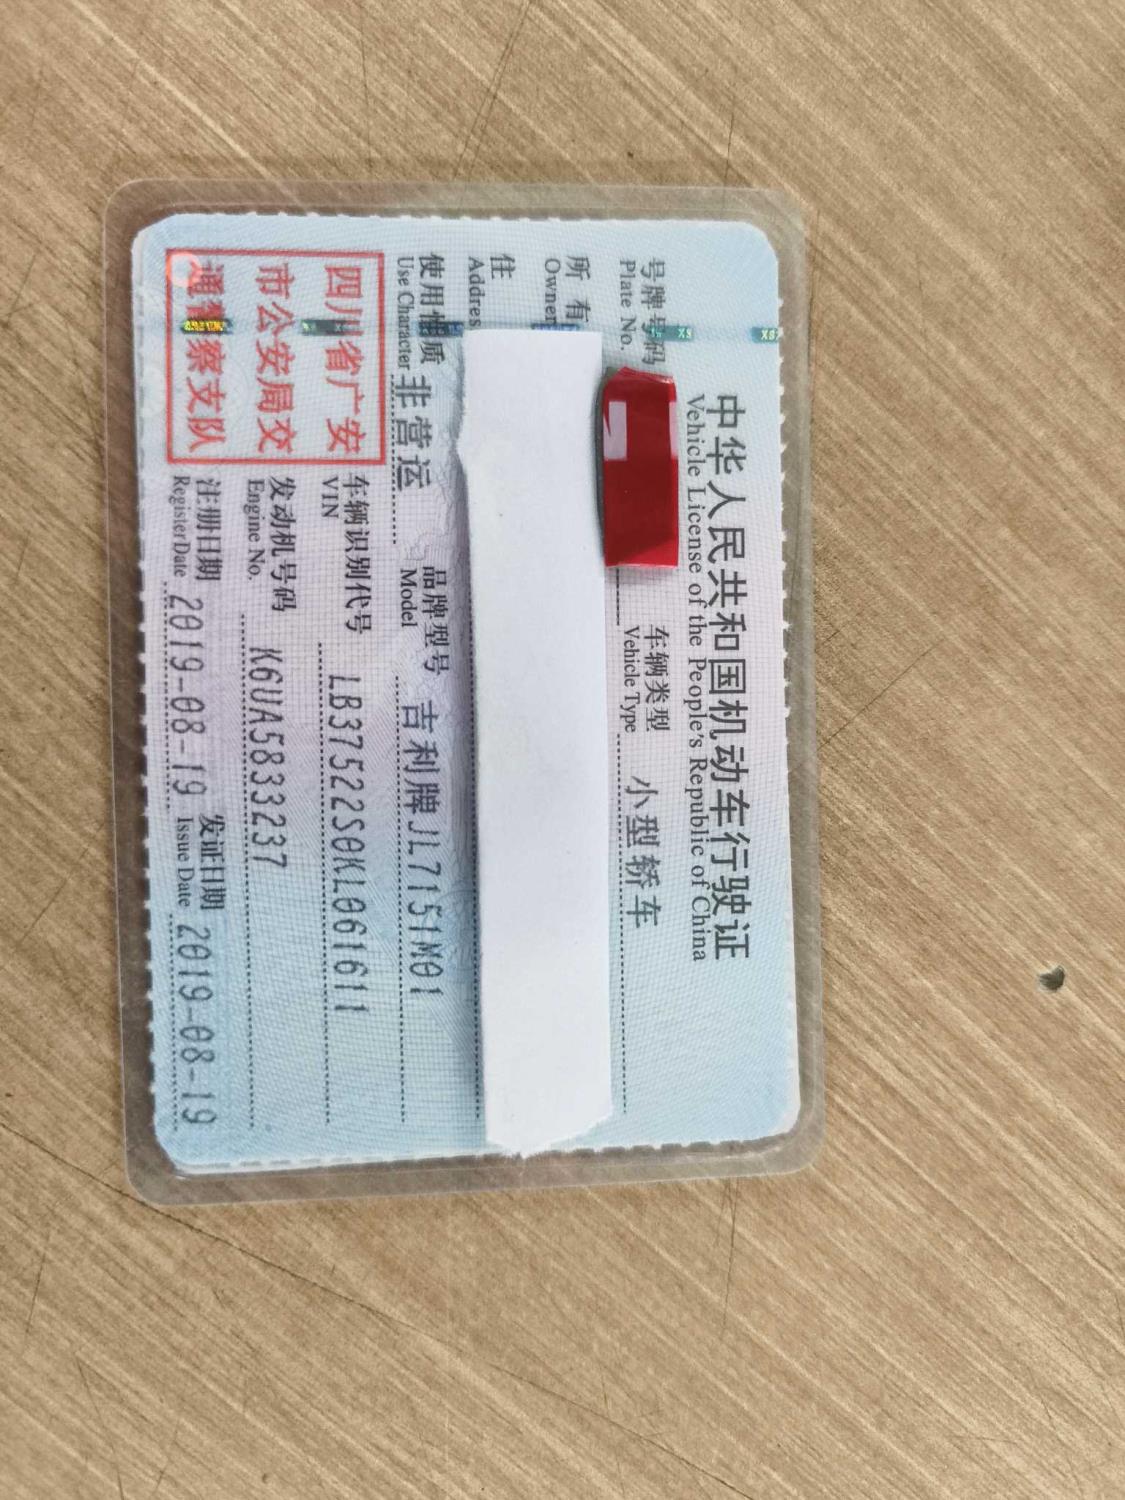 中华人民共和国机动车行驶证
Vehicle License of the People's Republic of China
号牌号码
Plate No.
车辆类型
Vehicle Type
小型轿车
所 有
Owner
住
Addres
使用性质
Use Character
非营运
品牌型号
Model
吉利牌JL7151M01
四川省广安
市公安局交
通警察支队
车辆识别代号
VIN
LB37522S0KL061611
发动机号码
Engine No.
K6UA5833237
注册日期
Register Date
2019-08-19
发证日期
Issue Date
2019-08-19